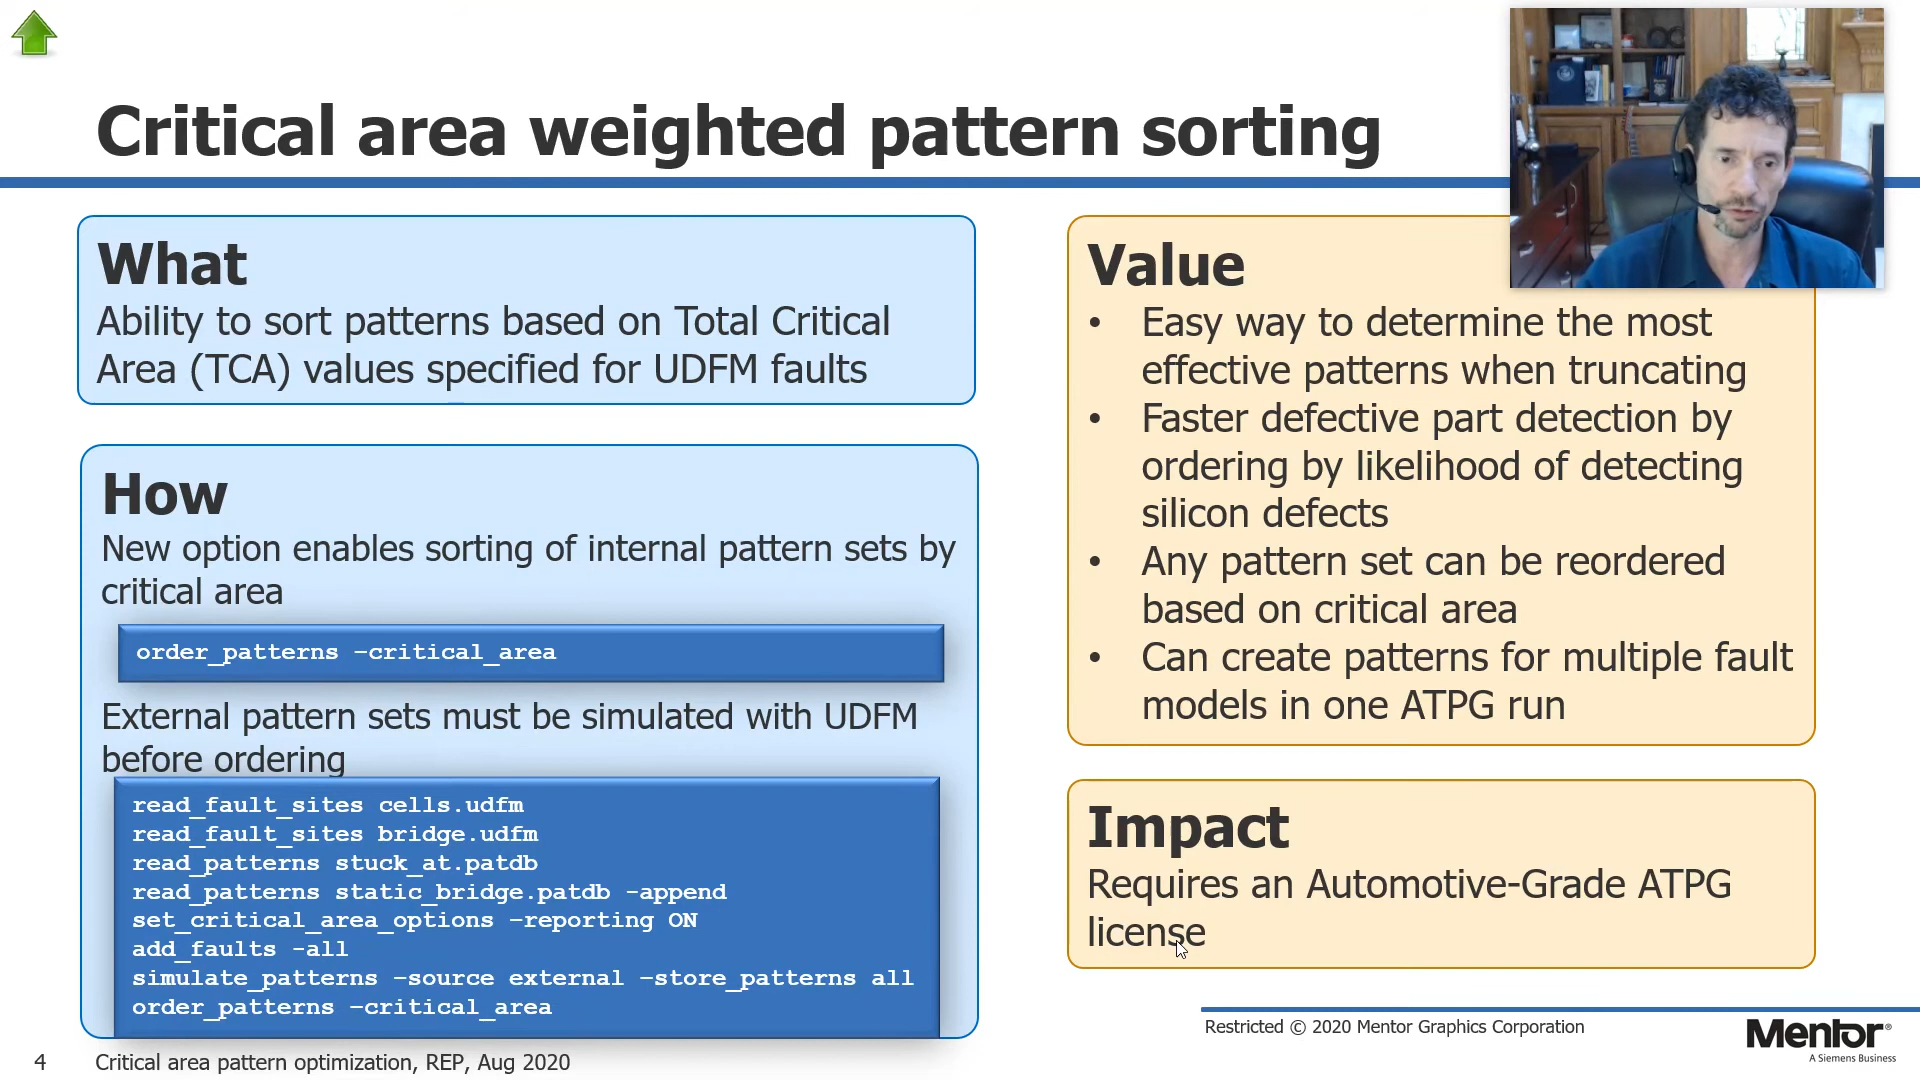 Critical area weighted pattern sorting
What
Ability to sort patterns based on Total Critical
Area (TCA) values specified for UDFM faults
How
New option enables sorting of internal pattern sets by
critical area
order_patterns –critical_area
External pattern sets must be simulated with UDFM
before ordering
read_fault_sites cells.udfm
read_fault_sites bridge.udfm
read_patterns stuck_at.patdb
read_patterns static_bridge.patdb -append
set_critical_area_options –reporting ON
add_faults -all
simulate_patterns –source external –store_patterns all
order_patterns –critical_area
Value
• Easy way to determine the most
effective patterns when truncating
• Faster defective part detection by
ordering by likelihood of detecting
silicon defects
• Any pattern set can be reordered
based on critical area
• Can create patterns for multiple fault
models in one ATPG run
Impact
Requires an Automotive-Grade ATPG
license
Restricted © 2020 Mentor Graphics Corporation
Mentor®
A Siemens Business
4 Critical area pattern optimization, REP, Aug 2020